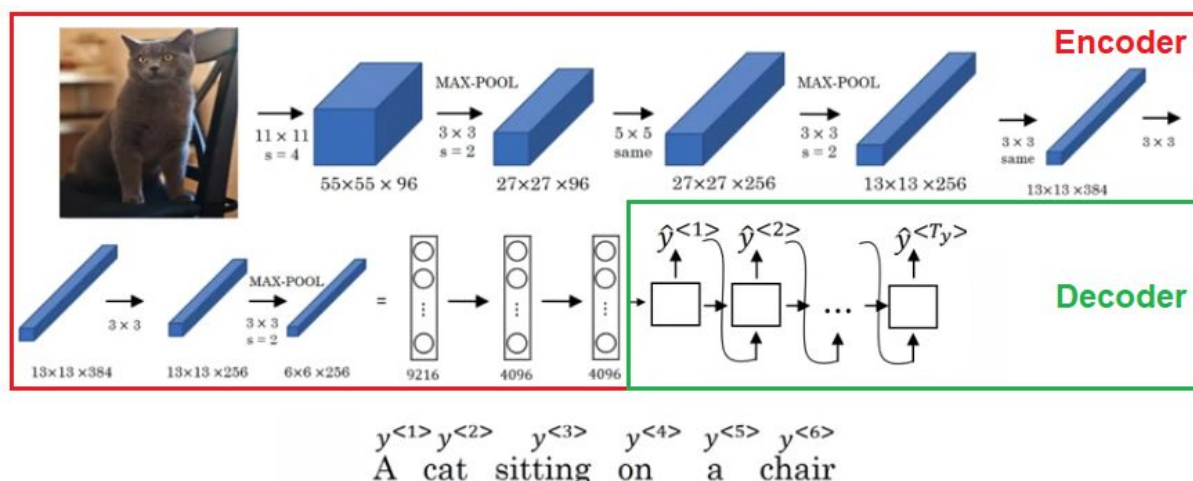 Encoder
MAX-POOL
MAX-POOL
11 × 11
s = 4
3 × 3
s = 2
5 × 5
same
3 × 3
s = 2
3 × 3
same
3 × 3
55×55 × 96
27×27 ×96
27×27 ×256
13×13 ×256
13×13 ×384
ŷ<1> ŷ<2> ŷ<Ty>
MAX-POOL
3 × 3
3 × 3
s = 2
=
...
Decoder
13×13 ×384
13×13 ×256
6×6 ×256
9216
4096
4096
y<1> y<2> y<3> y<4> y<5> y<6>
A cat sitting on a chair